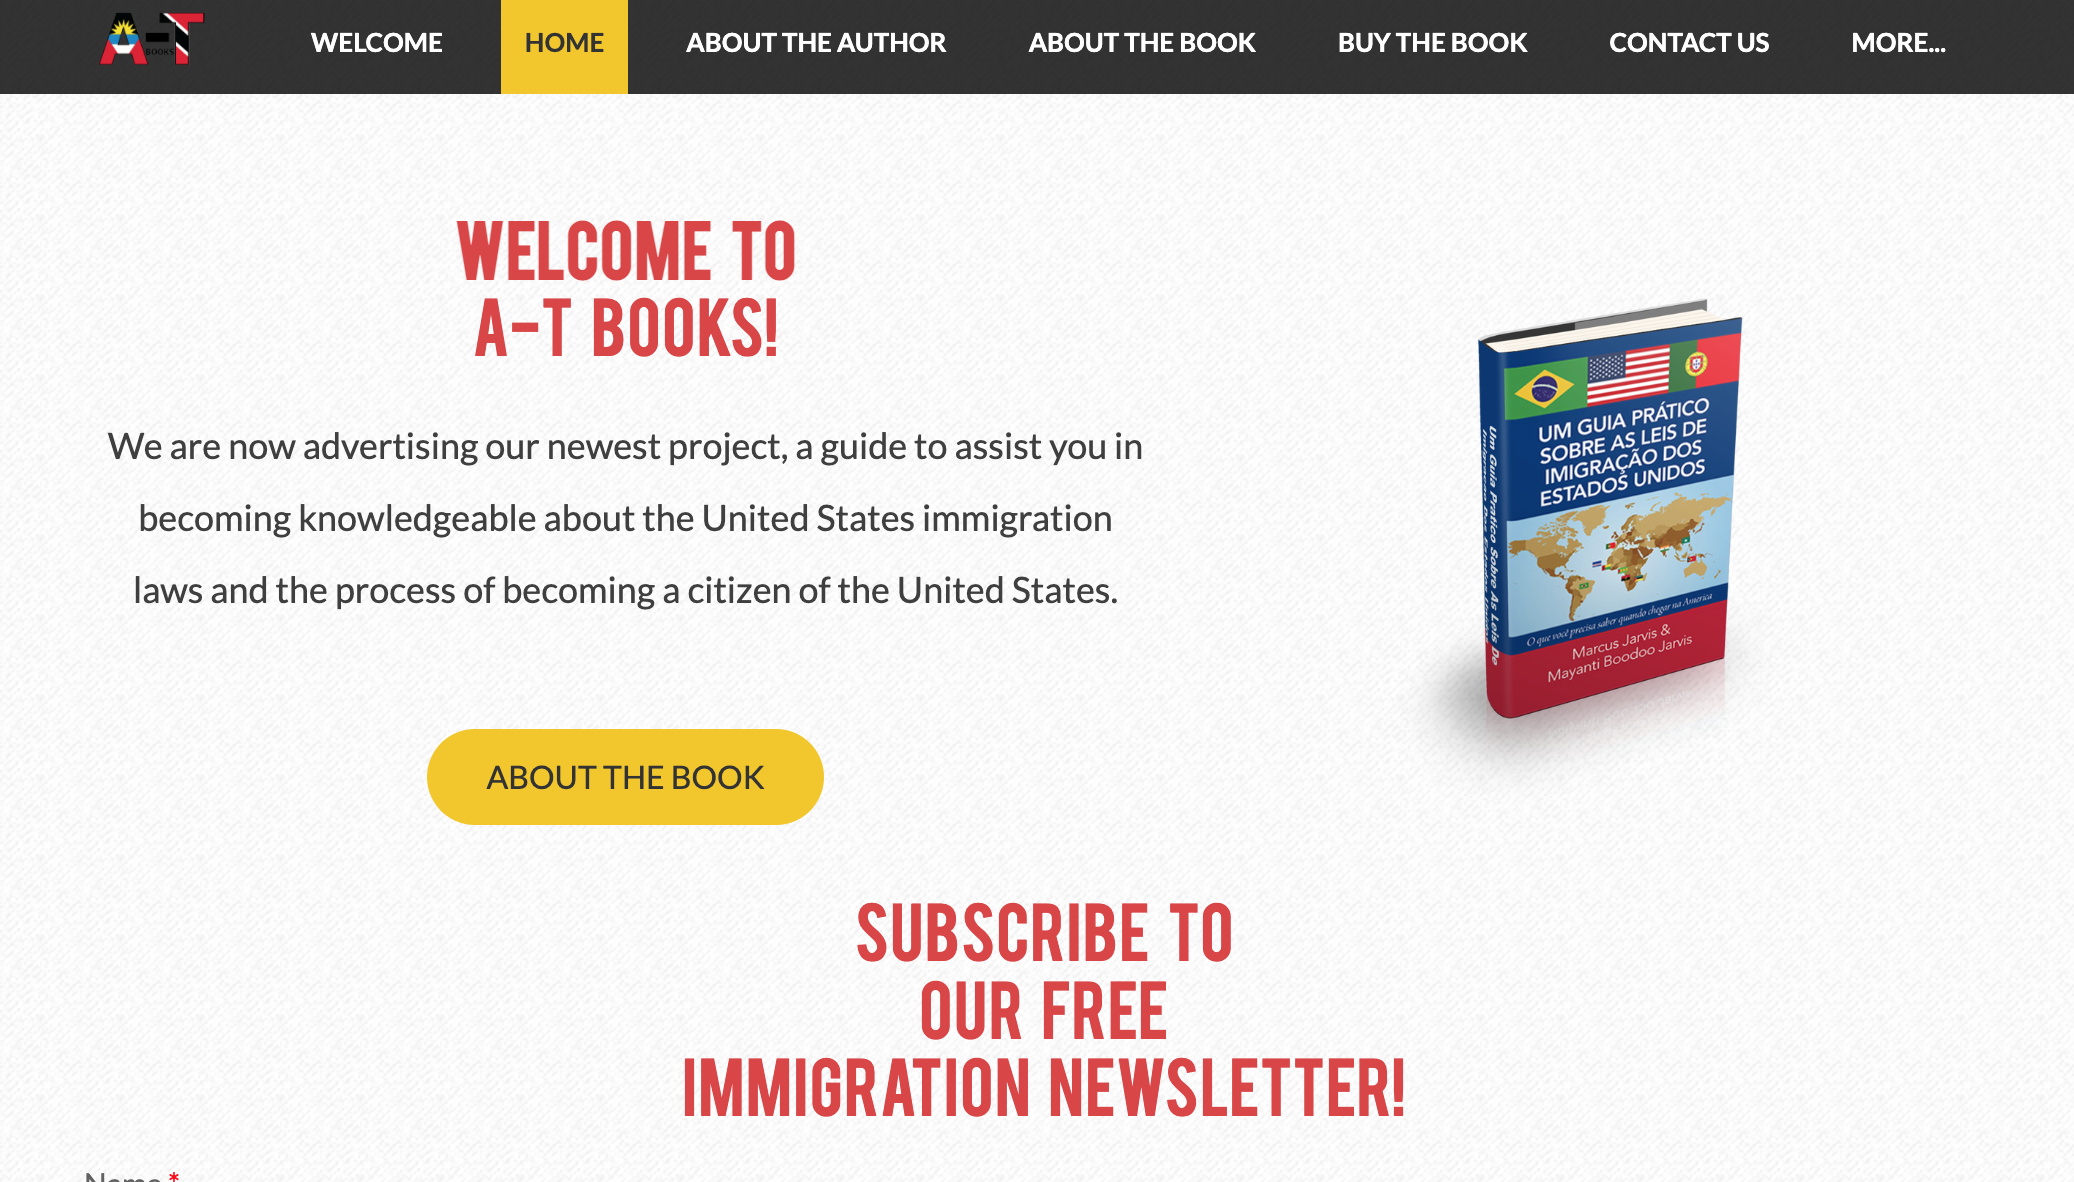 A-T
BOOKS
WELCOME
HOME
ABOUT THE AUTHOR
ABOUT THE BOOK
BUY THE BOOK
CONTACT US
MORE...
WELCOME TO
A-T BOOKS!
We are now advertising our newest project, a guide to assist you in
becoming knowledgeable about the United States immigration
laws and the process of becoming a citizen of the United States.
ABOUT THE BOOK
UM GUIA PRÁTICO
SOBRE AS LEIS DE
IMIGRAÇÃO DOS
ESTADOS UNIDOS
O que você precisa saber quando chegar na America
Marcus Jarvis &
Mayanti Boodoo Jarvis
Um Guia Pratico Sobre As Leis De
SUBSCRIBE TO
OUR FREE
IMMIGRATION NEWSLETTER!
Name *